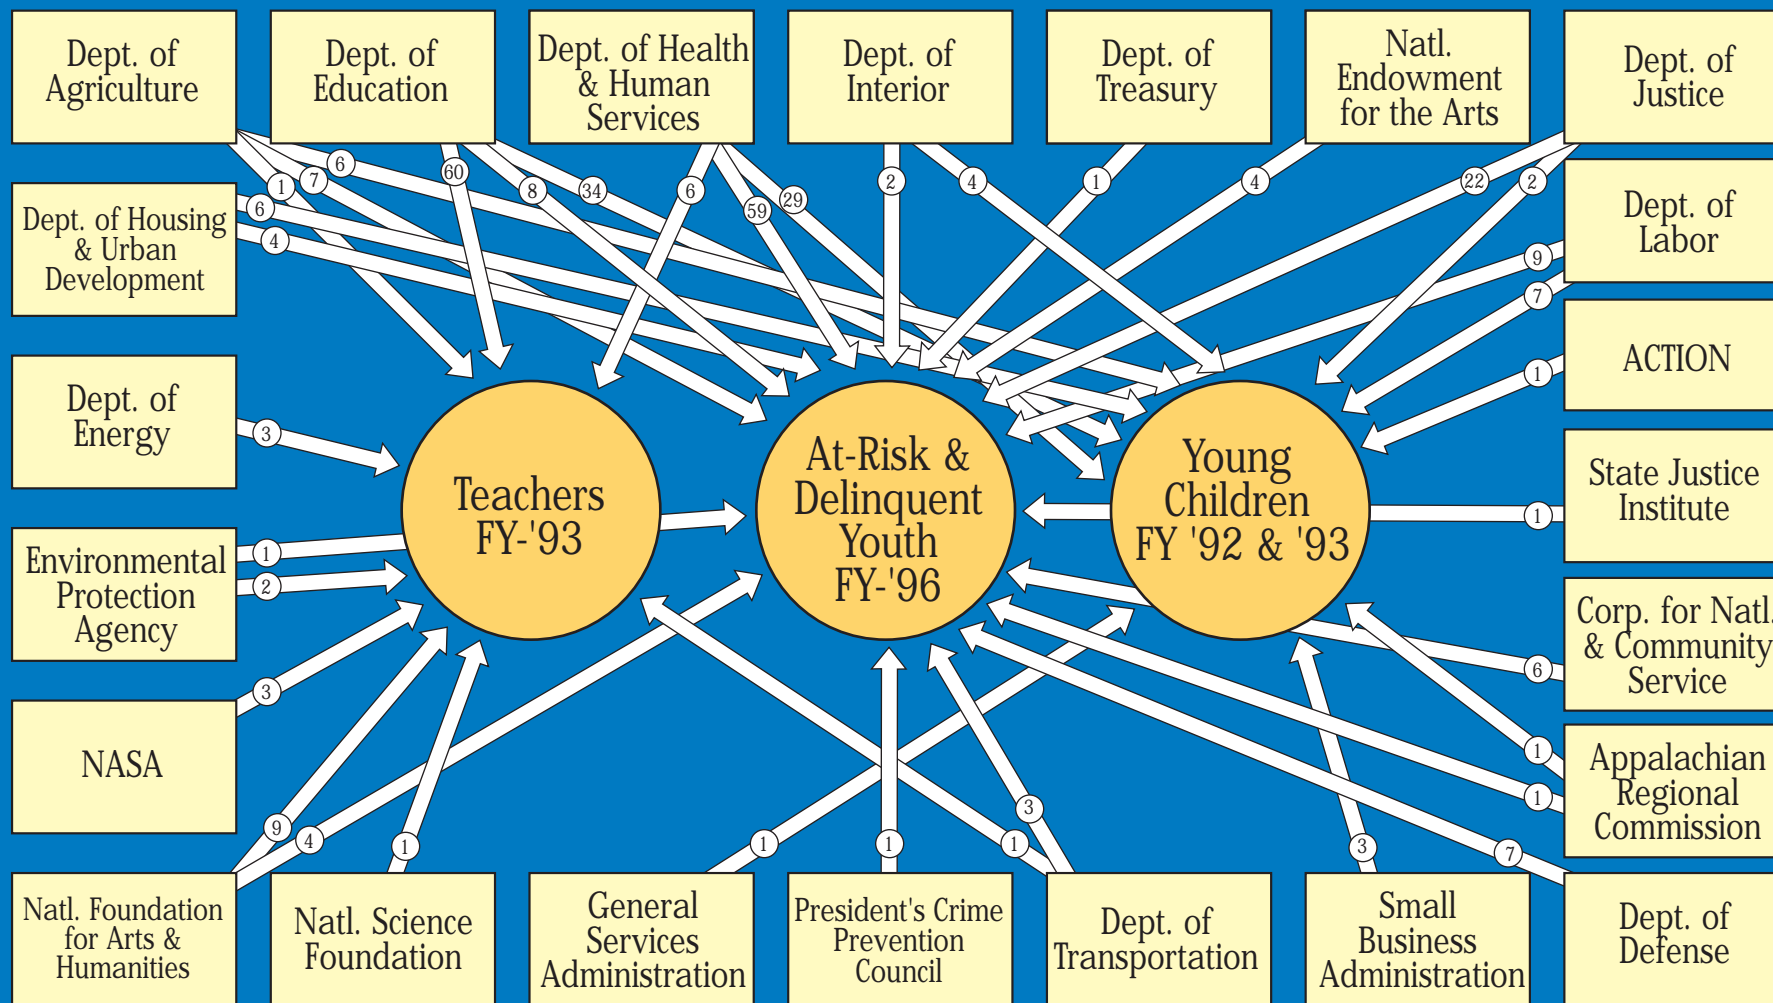 Dept. of
Agriculture
Dept. of
Education
Dept. of Health
& Human
Services
Dept. of
Interior
Dept. of
Treasury
Natl.
Endowment
for the Arts
Dept. of
Justice
6
1
7
60
8
34
6
59
29
2
4
1
4
22
2
Dept. of Housing
& Urban
Development
6
4
Dept. of
Labor
9
7
Dept. of
Energy
3
ACTION
1
Teachers
FY-'93
At-Risk &
Delinquent
Youth
FY-'96
Young
Children
FY '92 & '93
State Justice
Institute
1
Environmental
Protection
Agency
1
2
Corp. for Natl.
& Community
Service
6
NASA
3
Appalachian
Regional
Commission
1
1
9
4
1
1
1
3
1
3
7
Natl. Foundation
for Arts &
Humanities
Natl. Science
Foundation
General
Services
Administration
President's Crime
Prevention
Council
Dept. of
Transportation
Small
Business
Administration
Dept. of
Defense